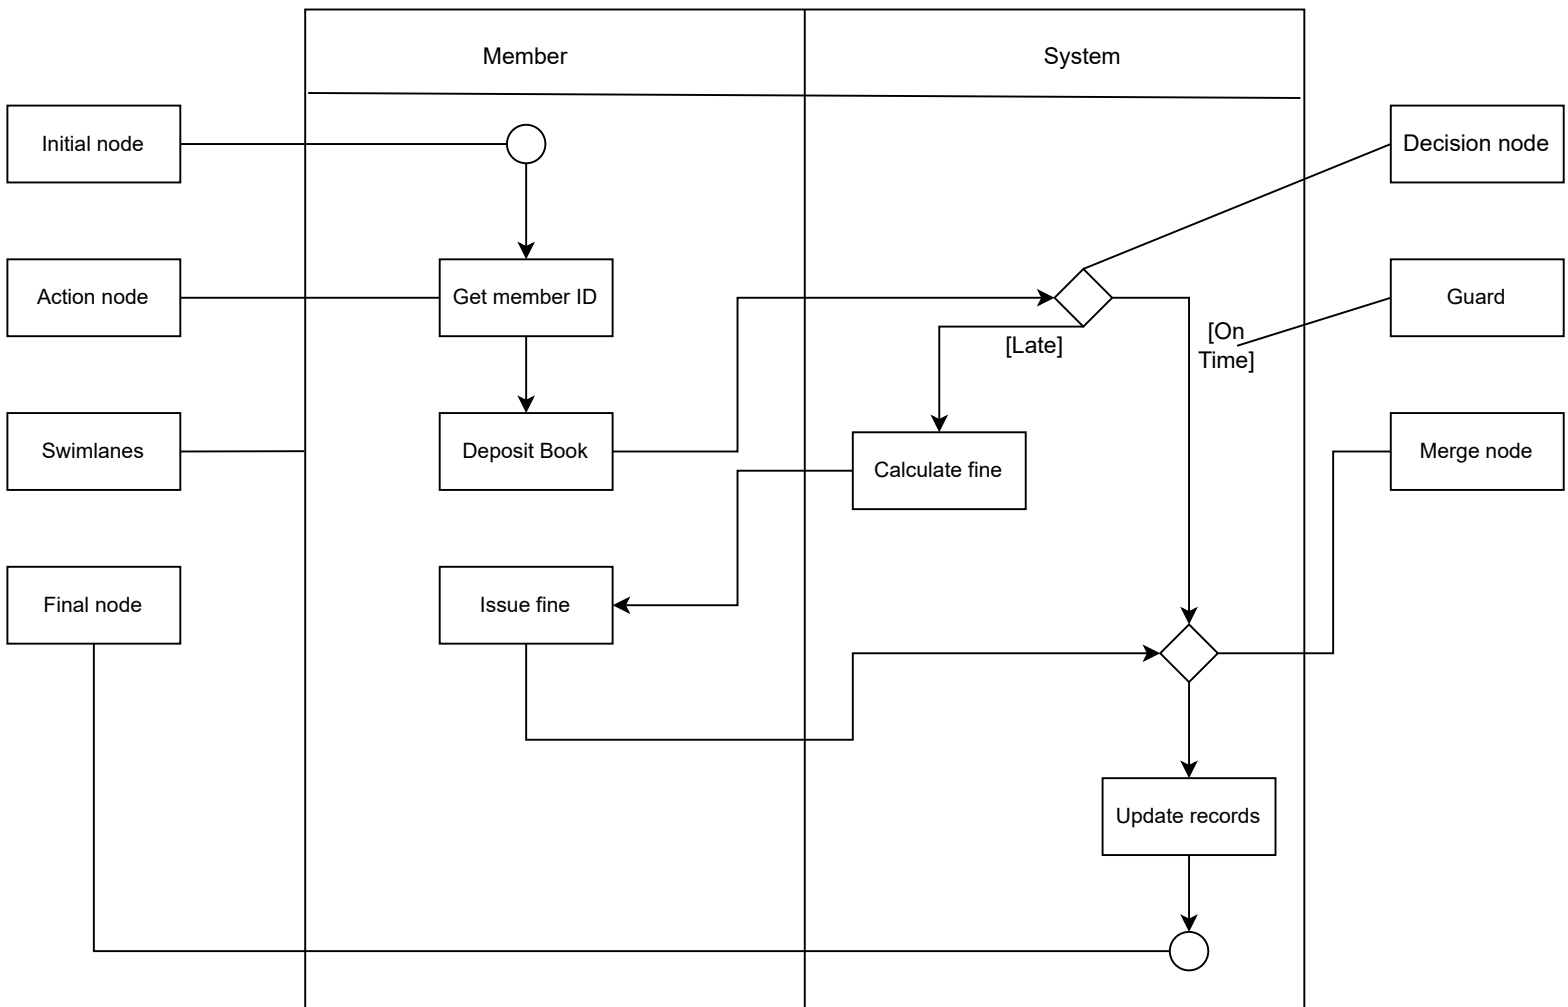 Member
System
Initial node
Decision node
Action node
Get member ID
Guard
[On
Time]
[Late]
Swimlanes
Deposit Book
Calculate fine
Merge node
Final node
Issue fine
Update records